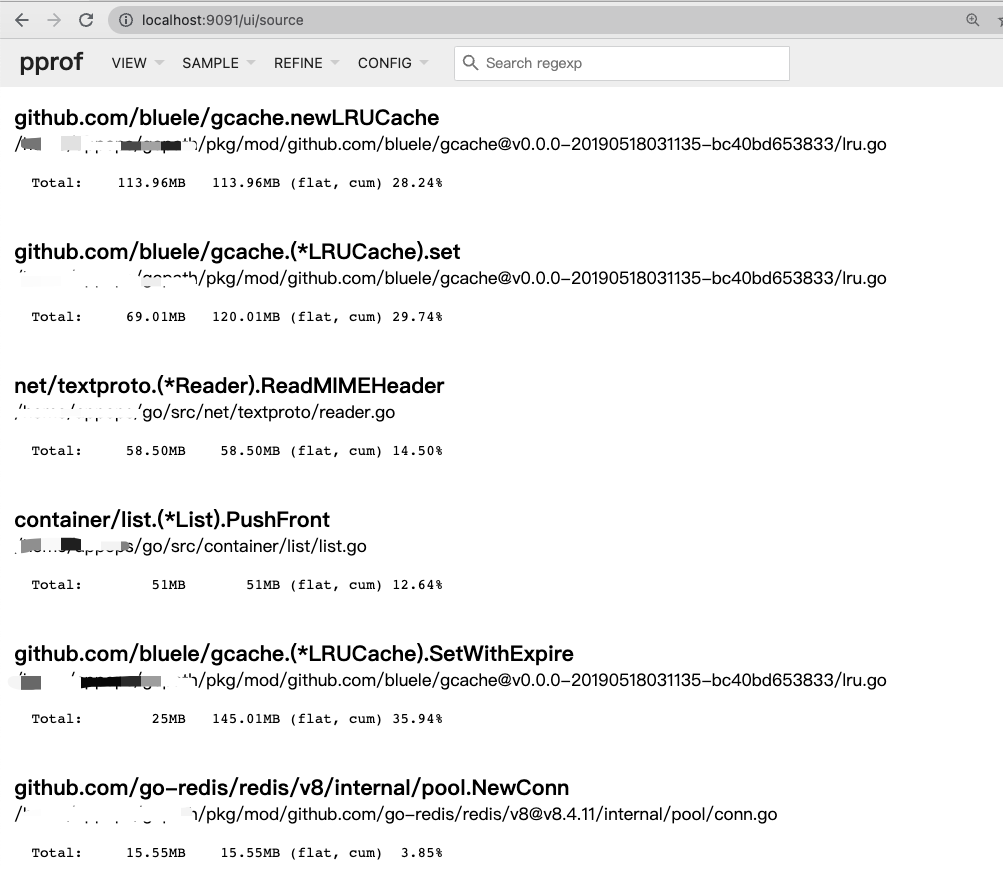 localhost:9091/ui/source
pprof VIEW SAMPLE REFINE CONFIG Search regexp
github.com/bluele/gcache.newLRUCache
/pkg/mod/github.com/bluele/gcache@v0.0.0-20190518031135-bc40bd653833/lru.go
Total: 113.96MB 113.96MB (flat, cum) 28.24%
github.com/bluele/gcache.(*LRUCache).set
/pkg/mod/github.com/bluele/gcache@v0.0.0-20190518031135-bc40bd653833/lru.go
Total: 69.01MB 120.01MB (flat, cum) 29.74%
net/textproto.(*Reader).ReadMIMEHeader
/go/src/net/textproto/reader.go
Total: 58.50MB 58.50MB (flat, cum) 14.50%
container/list.(*List).PushFront
/go/src/container/list/list.go
Total: 51MB 51MB (flat, cum) 12.64%
github.com/bluele/gcache.(*LRUCache).SetWithExpire
/pkg/mod/github.com/bluele/gcache@v0.0.0-20190518031135-bc40bd653833/lru.go
Total: 25MB 145.01MB (flat, cum) 35.94%
github.com/go-redis/redis/v8/internal/pool.NewConn
/pkg/mod/github.com/go-redis/redis/v8@v8.4.11/internal/pool/conn.go
Total: 15.55MB 15.55MB (flat, cum) 3.85%